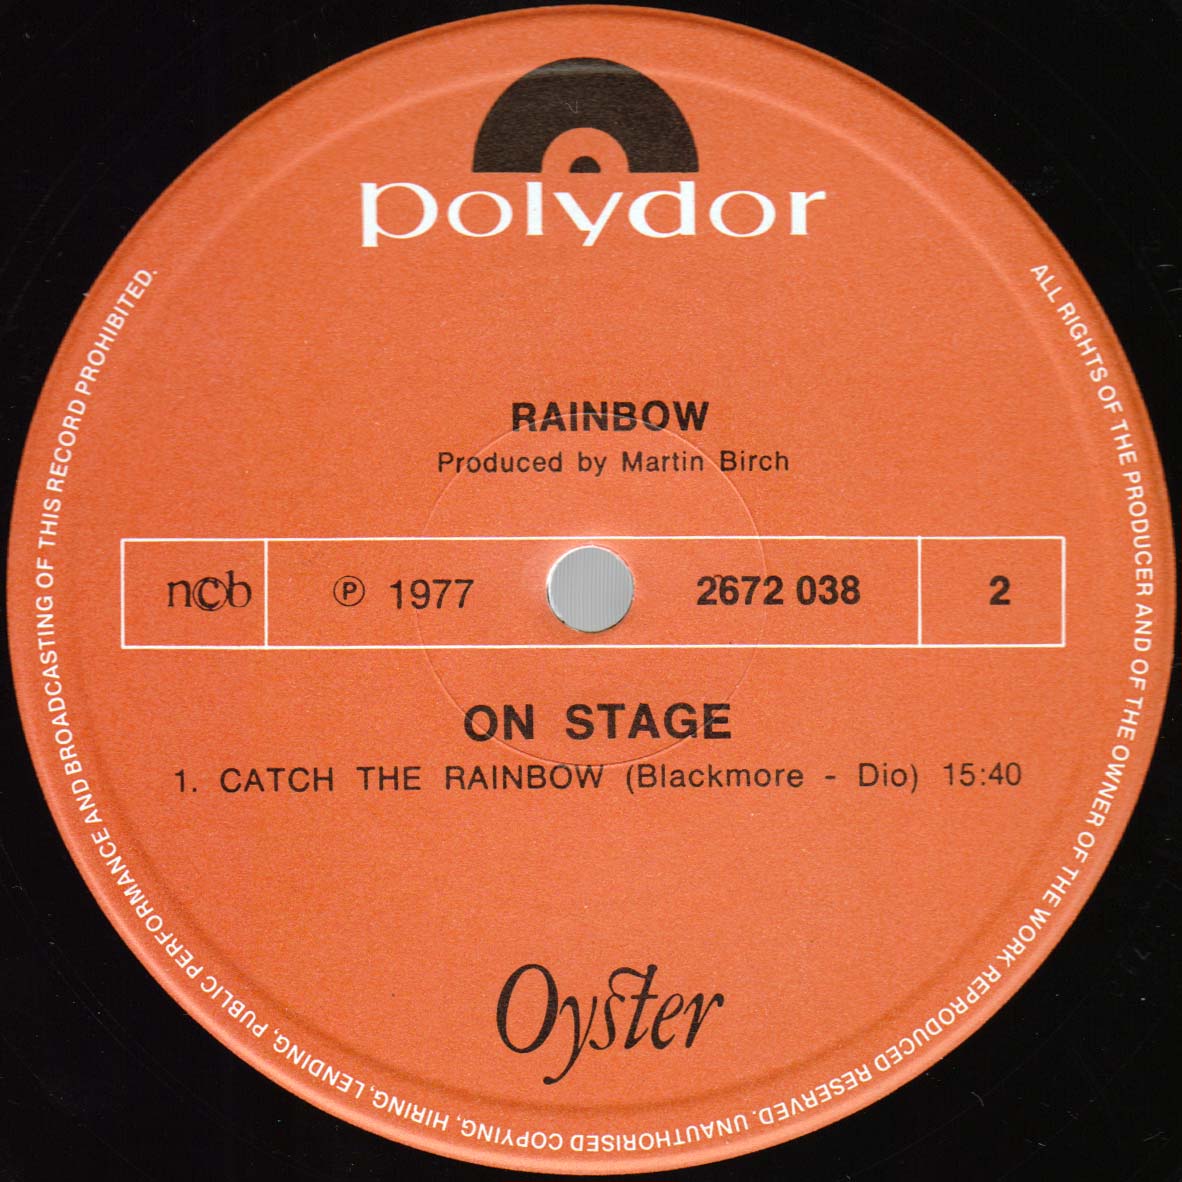 polydor
RAINBOW
Produced by Martin Birch
ncb
Ⓟ 1977
2672 038
2
ON STAGE
1. CATCH THE RAINBOW (Blackmore - Dio) 15:40
Oyster
ALL RIGHTS OF THE PRODUCER AND OF THE OWNER OF THE WORK REPRODUCED RESERVED. UNAUTHORISED COPYING, HIRING, LENDING, PUBLIC PERFORMANCE AND BROADCASTING OF THIS RECORD PROHIBITED.